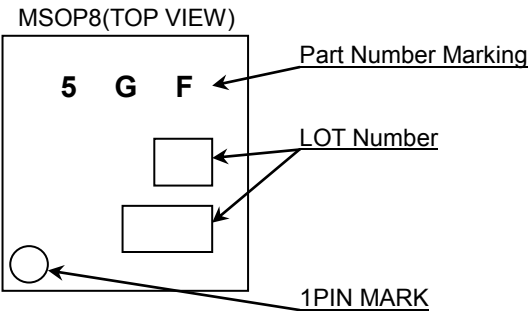 MSOP8(TOP VIEW)
Part Number Marking
5 G F
LOT Number
1PIN MARK